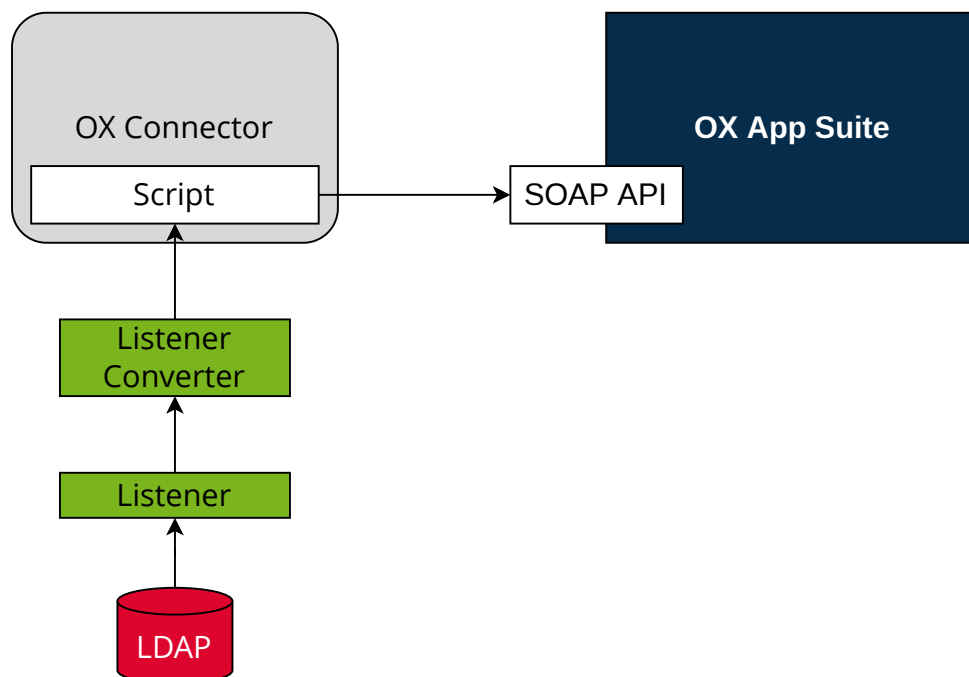 OX Connector
OX App Suite
Script
SOAP API
Listener
Converter
Listener
LDAP